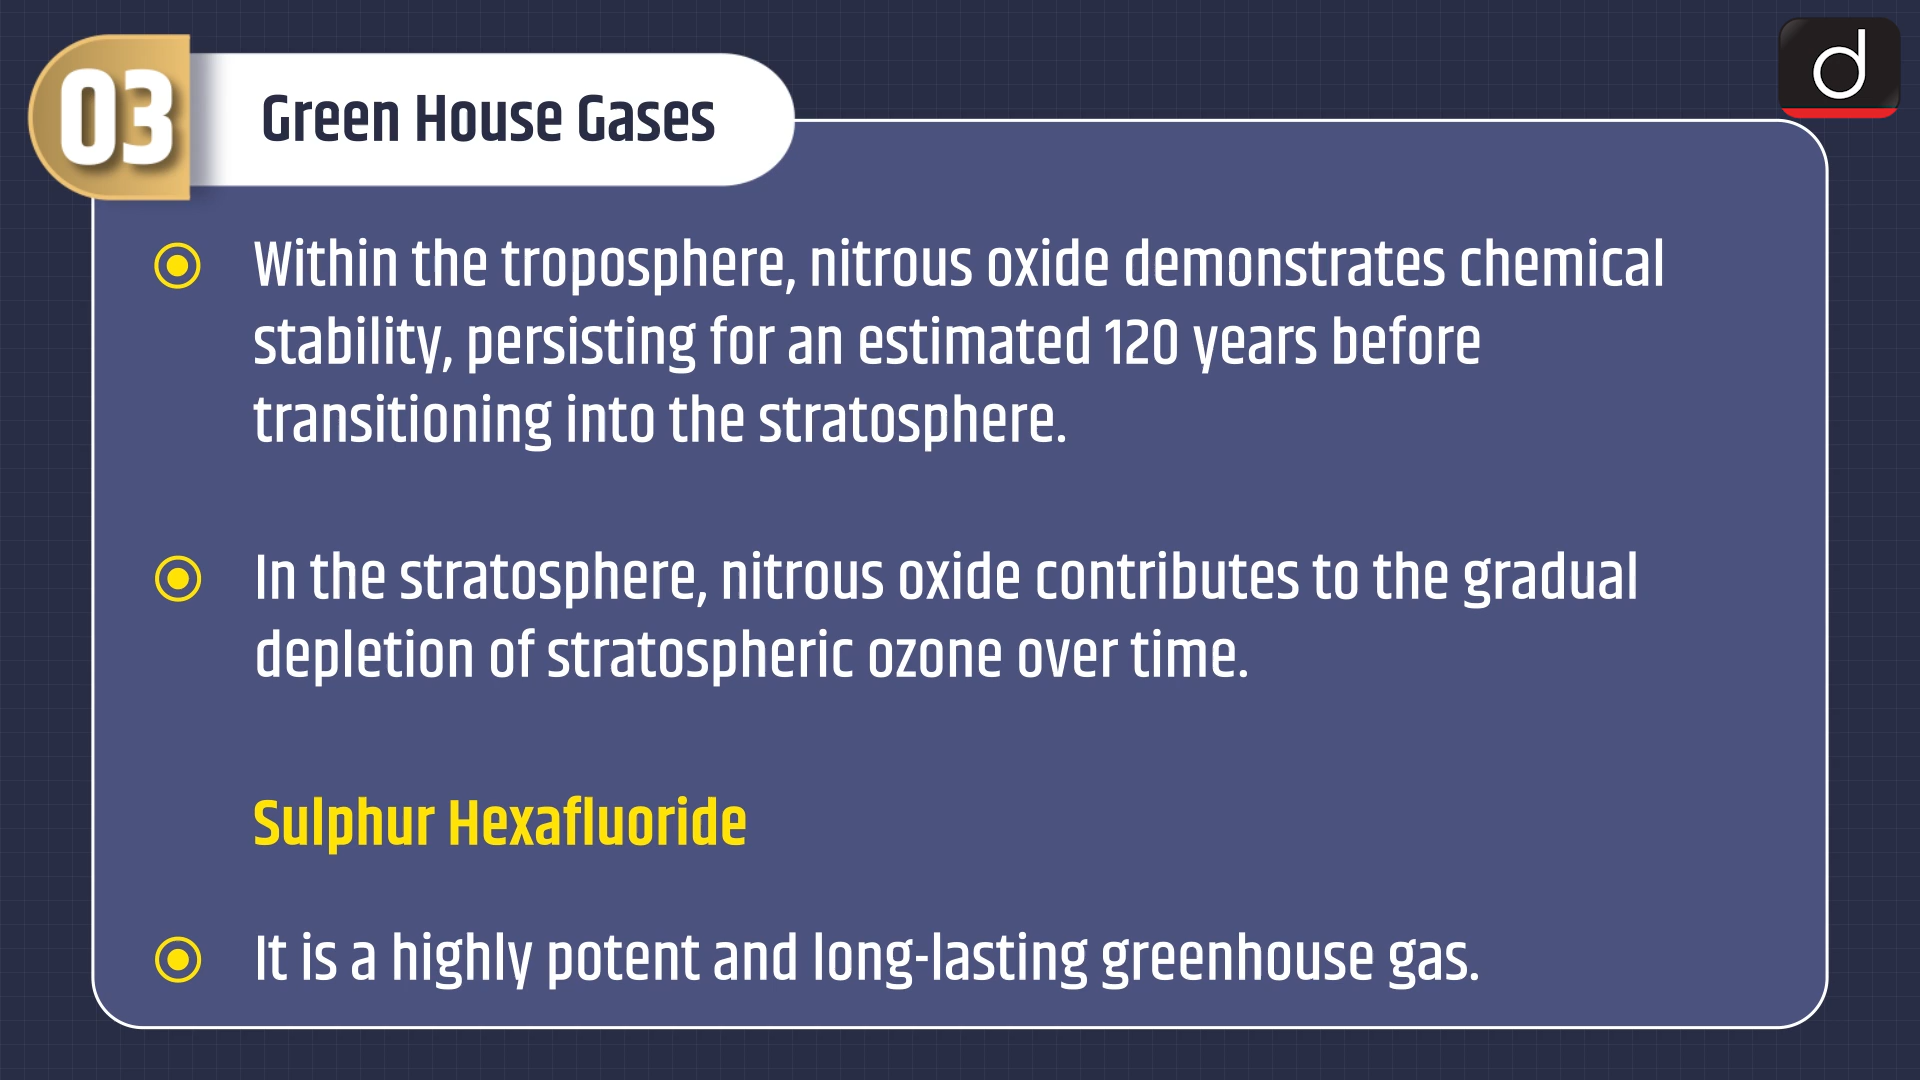 03
Green House Gases
d
Within the troposphere, nitrous oxide demonstrates chemical
stability, persisting for an estimated 120 years before
transitioning into the stratosphere.
In the stratosphere, nitrous oxide contributes to the gradual
depletion of stratospheric ozone over time.
Sulphur Hexafluoride
It is a highly potent and long-lasting greenhouse gas.